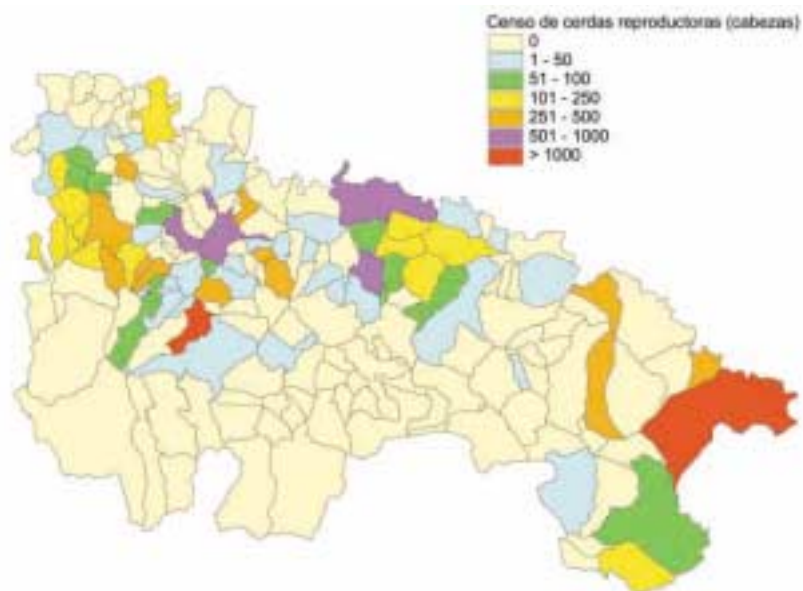 Censo de cerdas reproductoras (cabezas)
0
1 - 50
51 - 100
101 - 250
251 - 500
501 - 1000
> 1000